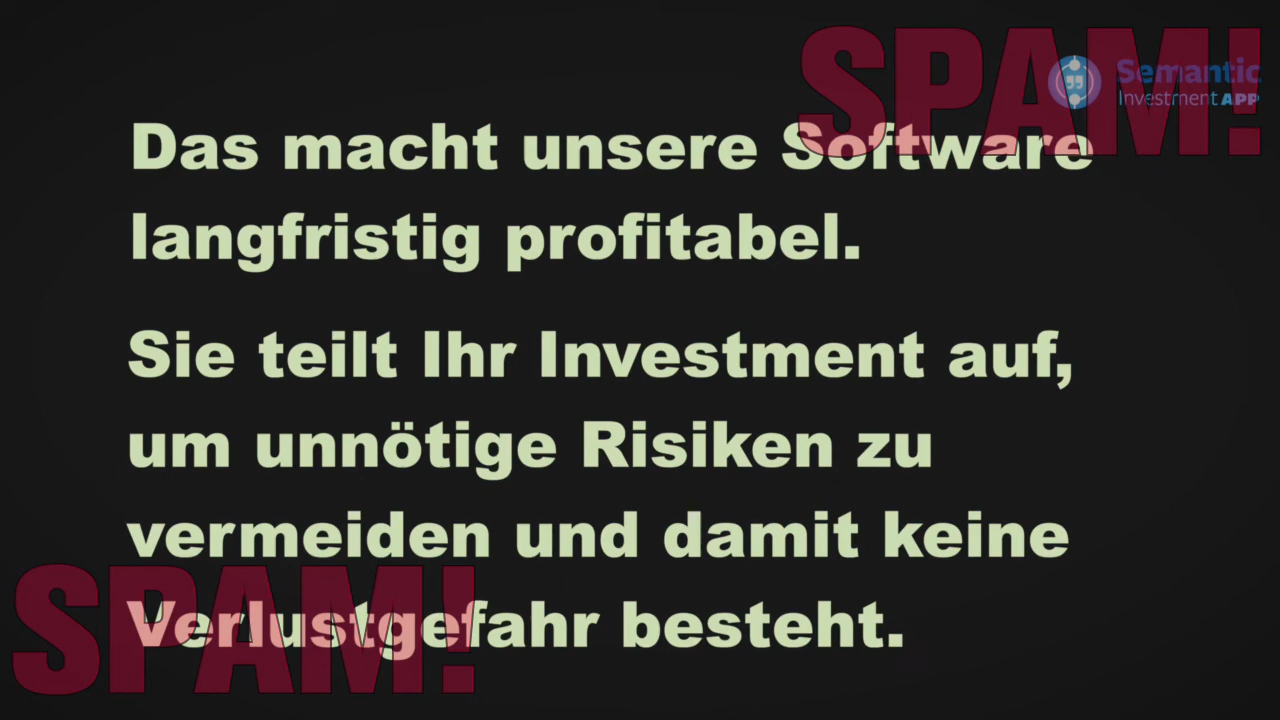 SPAM!
Semantic
Investment APP
Das macht unsere Software
langfristig profitabel.
Sie teilt Ihr Investment auf,
um unnötige Risiken zu
vermeiden und damit keine
Verlustgefahr besteht.
SPAM!